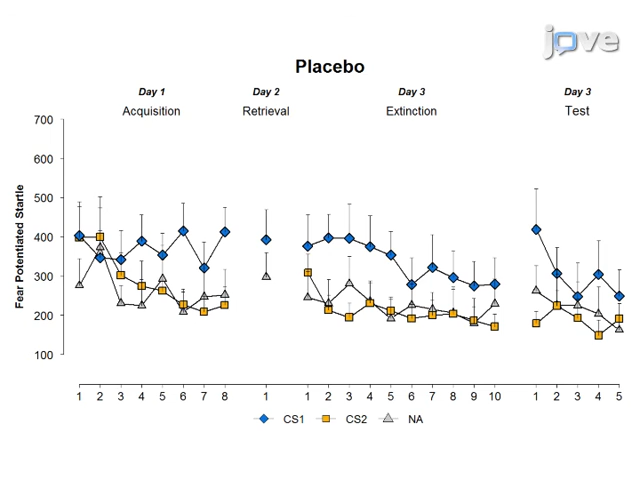 jove
Placebo
Day 1 Day 2 Day 3 Day 3
Acquisition Retrieval Extinction Test
Fear Potentiated Startle
700
600
500
400
300
200
100
1 2 3 4 5 6 7 8 1 1 2 3 4 5 6 7 8 9 10 1 2 3 4 5
CS1 CS2 NA